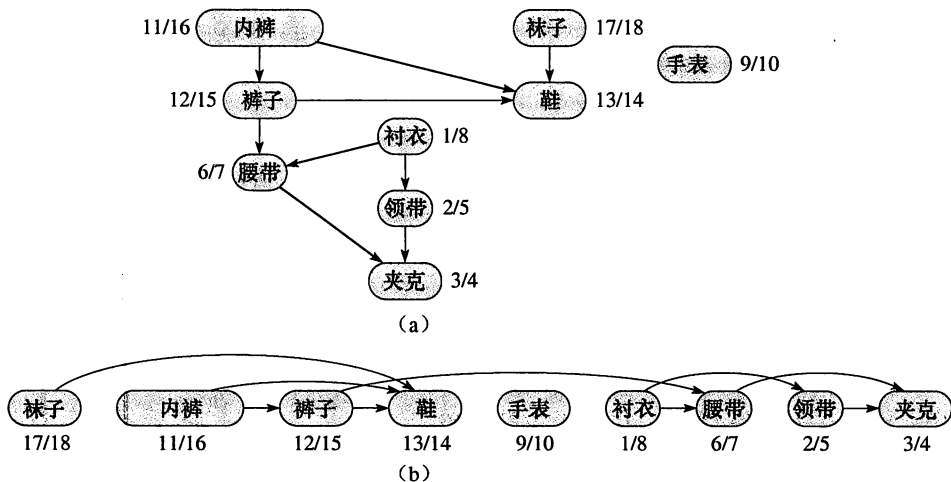 11/16 内裤 袜子 17/18
手表 9/10
12/15 裤子 鞋 13/14
衬衣 1/8
6/7 腰带
领带 2/5
夹克 3/4
(a)
袜子 内裤 裤子 鞋 手表 衬衣 腰带 领带 夹克
17/18 11/16 12/15 13/14 9/10 1/8 6/7 2/5 3/4
(b)